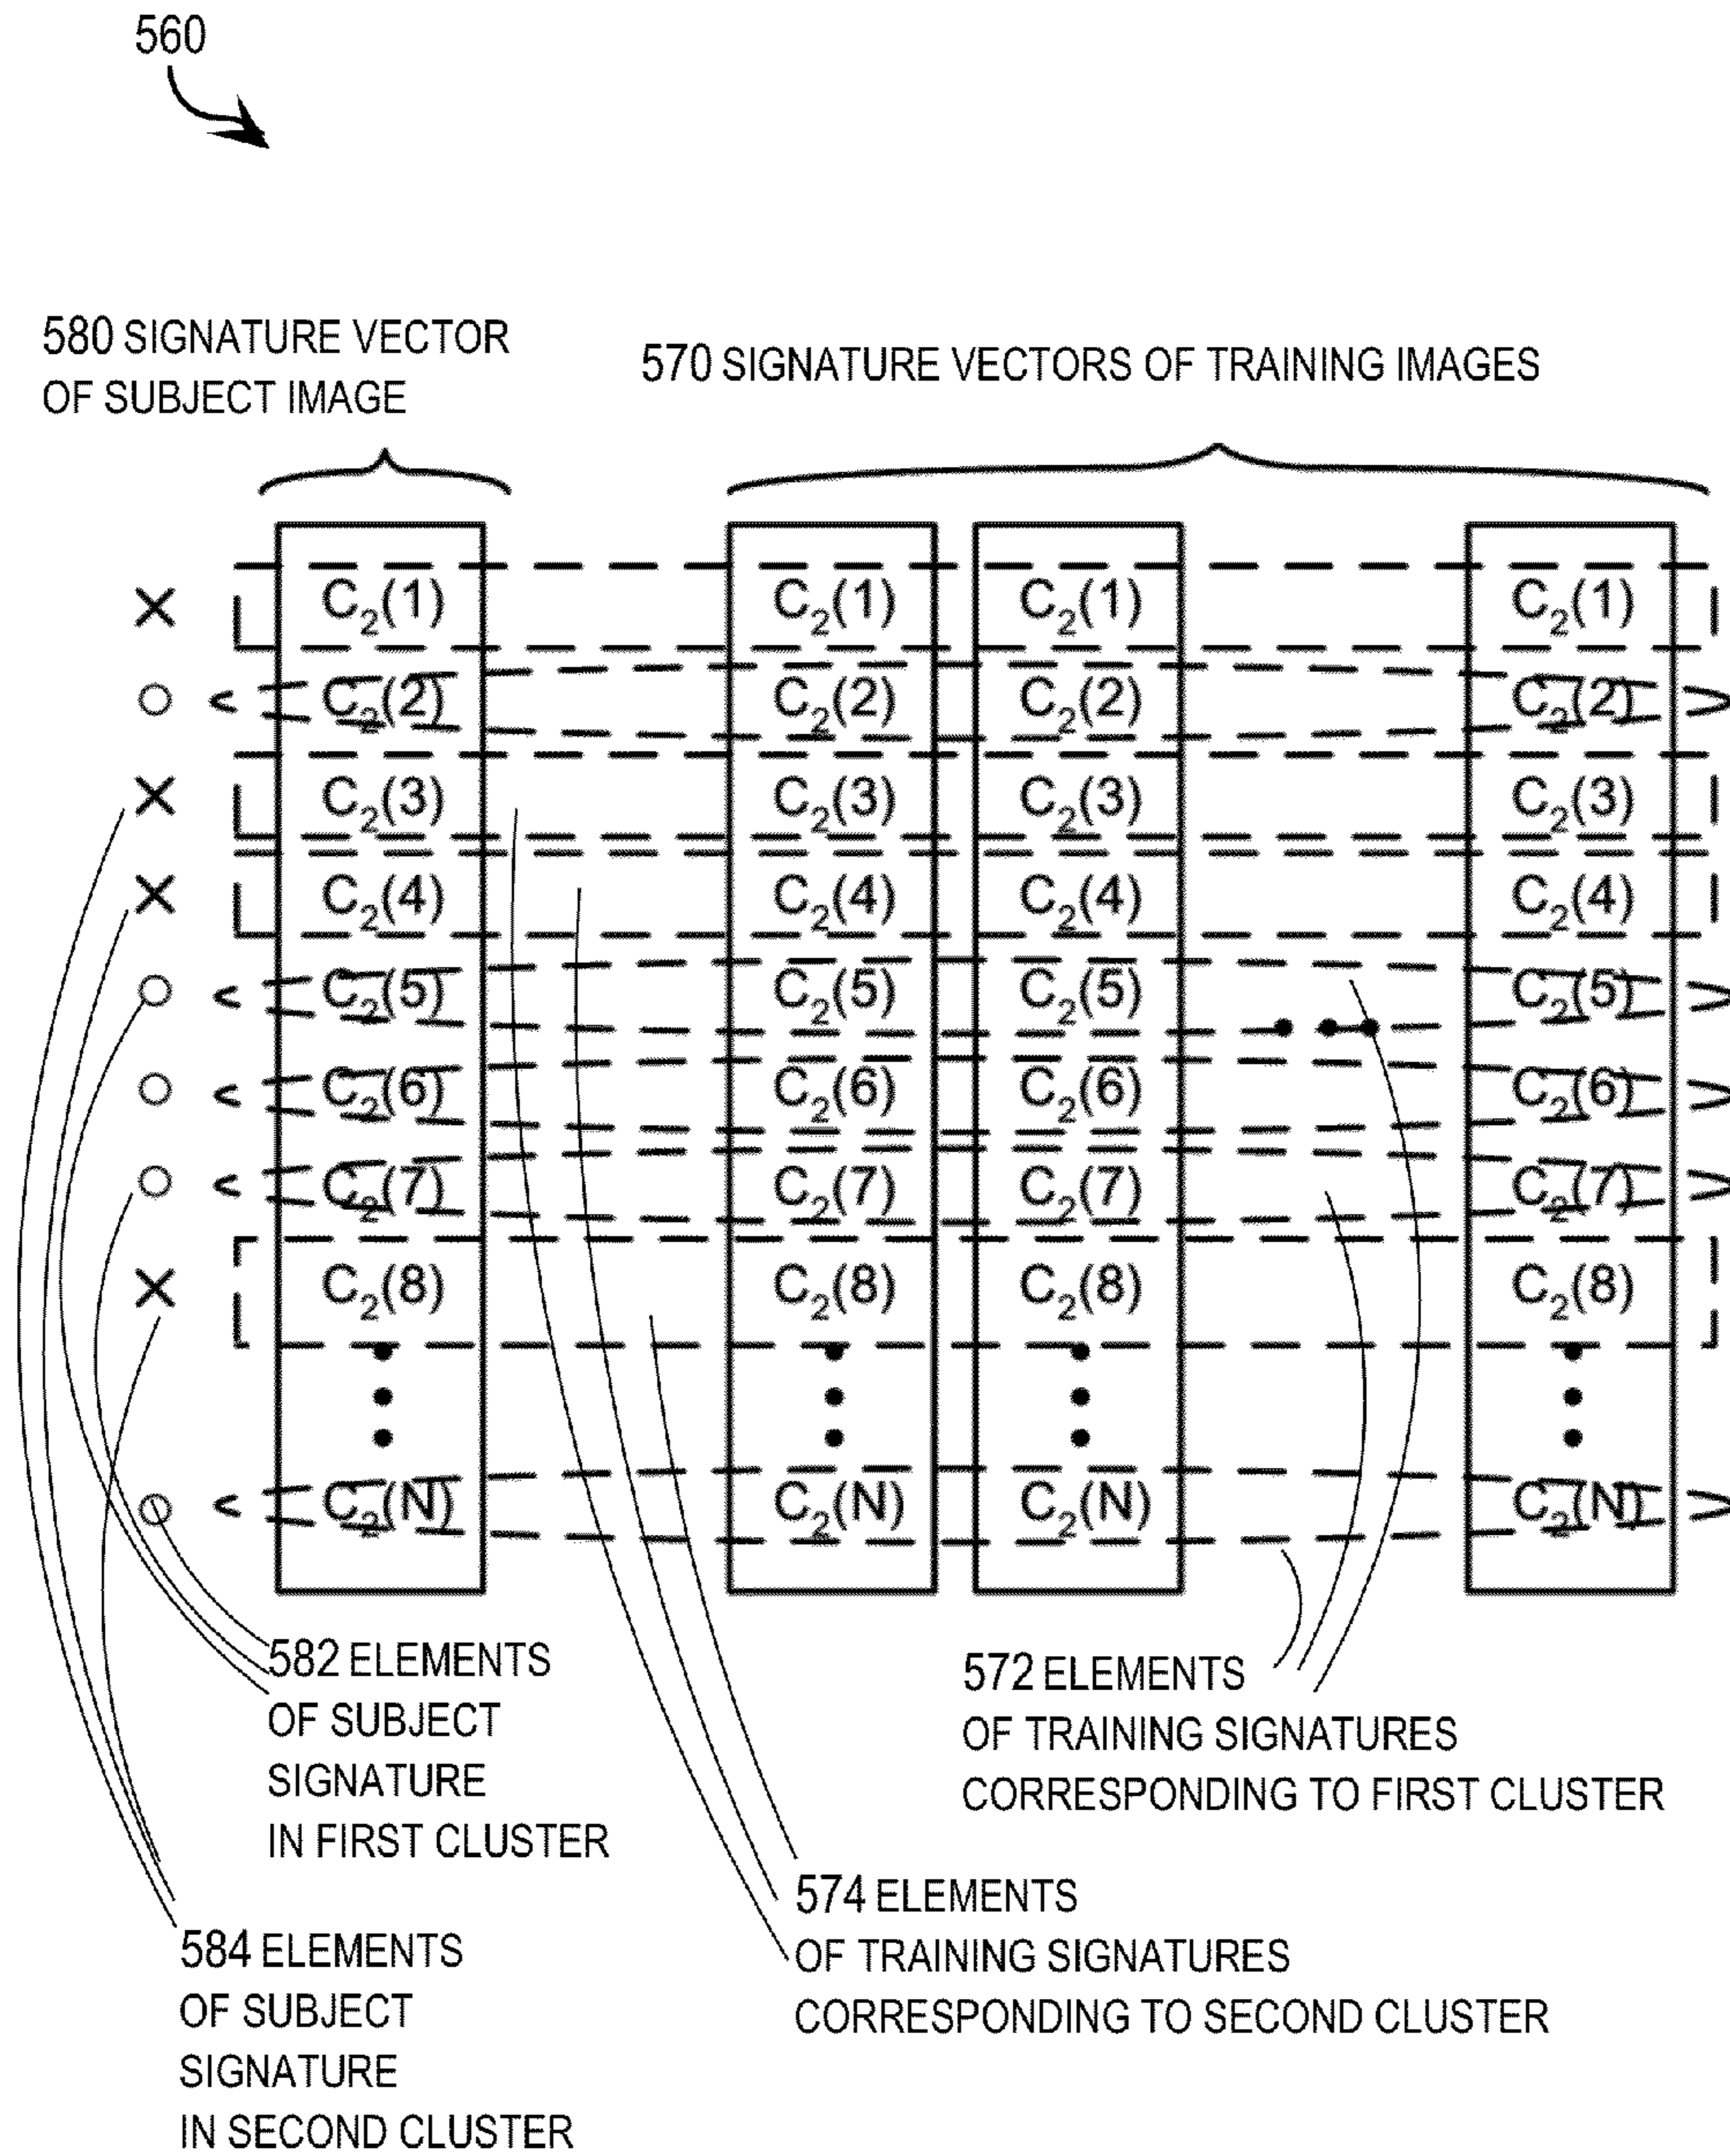 560
580 SIGNATURE VECTOR
OF SUBJECT IMAGE
570 SIGNATURE VECTORS OF TRAINING IMAGES
× C₂(1) C₂(1) C₂(1) C₂(1)
○ C₂(2) C₂(2) C₂(2) C₂(2)
× C₂(3) C₂(3) C₂(3) C₂(3)
× C₂(4) C₂(4) C₂(4) C₂(4)
○ C₂(5) C₂(5) C₂(5) C₂(5)
○ C₂(6) C₂(6) C₂(6) C₂(6)
○ C₂(7) C₂(7) C₂(7) C₂(7)
× C₂(8) C₂(8) C₂(8) C₂(8)
○ C₂(N) C₂(N) C₂(N) C₂(N)
582 ELEMENTS
OF SUBJECT
SIGNATURE
IN FIRST CLUSTER
572 ELEMENTS
OF TRAINING SIGNATURES
CORRESPONDING TO FIRST CLUSTER
574 ELEMENTS
OF TRAINING SIGNATURES
CORRESPONDING TO SECOND CLUSTER
584 ELEMENTS
OF SUBJECT
SIGNATURE
IN SECOND CLUSTER